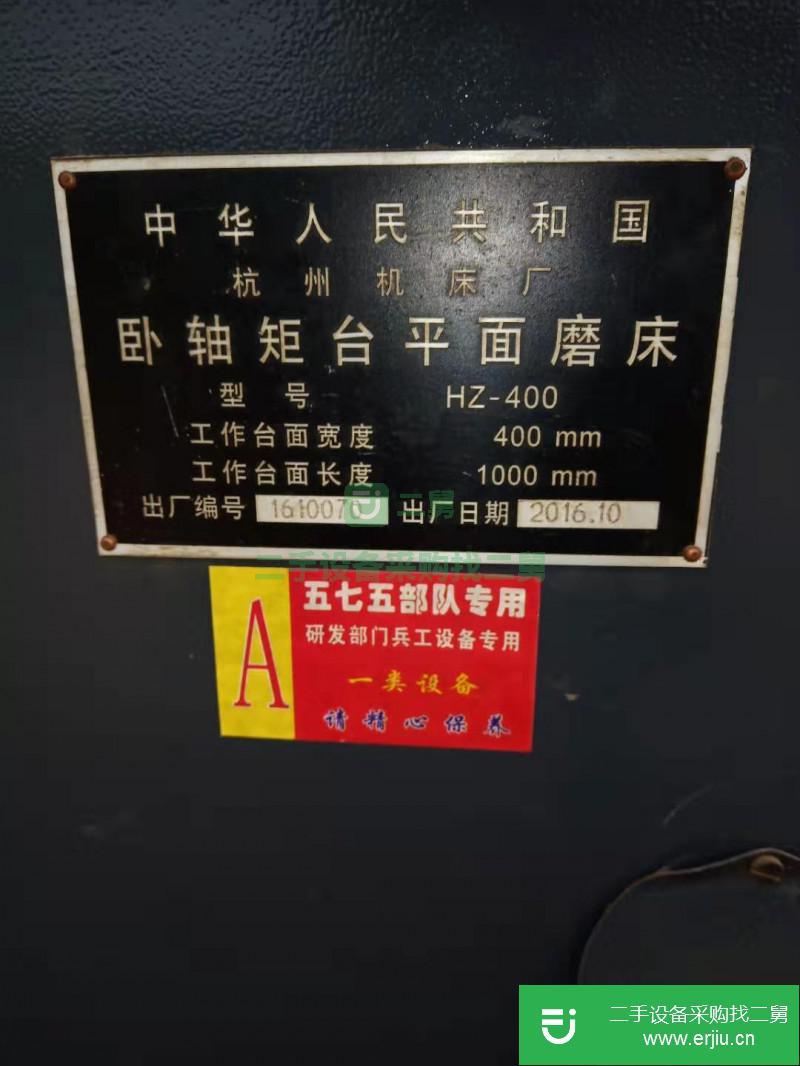 中华人民共和国
杭州机床厂
卧轴矩台平面磨床
型号 HZ-400
工作台面宽度 400 mm
工作台面长度 1000 mm
出厂编号 1610070 出厂日期 2016.10
二舅
二手设备采购找二舅
A
五七五部队专用
研发部门兵工设备专用
一类设备
请精心保养
二手设备采购找二舅
www.erjiu.cn